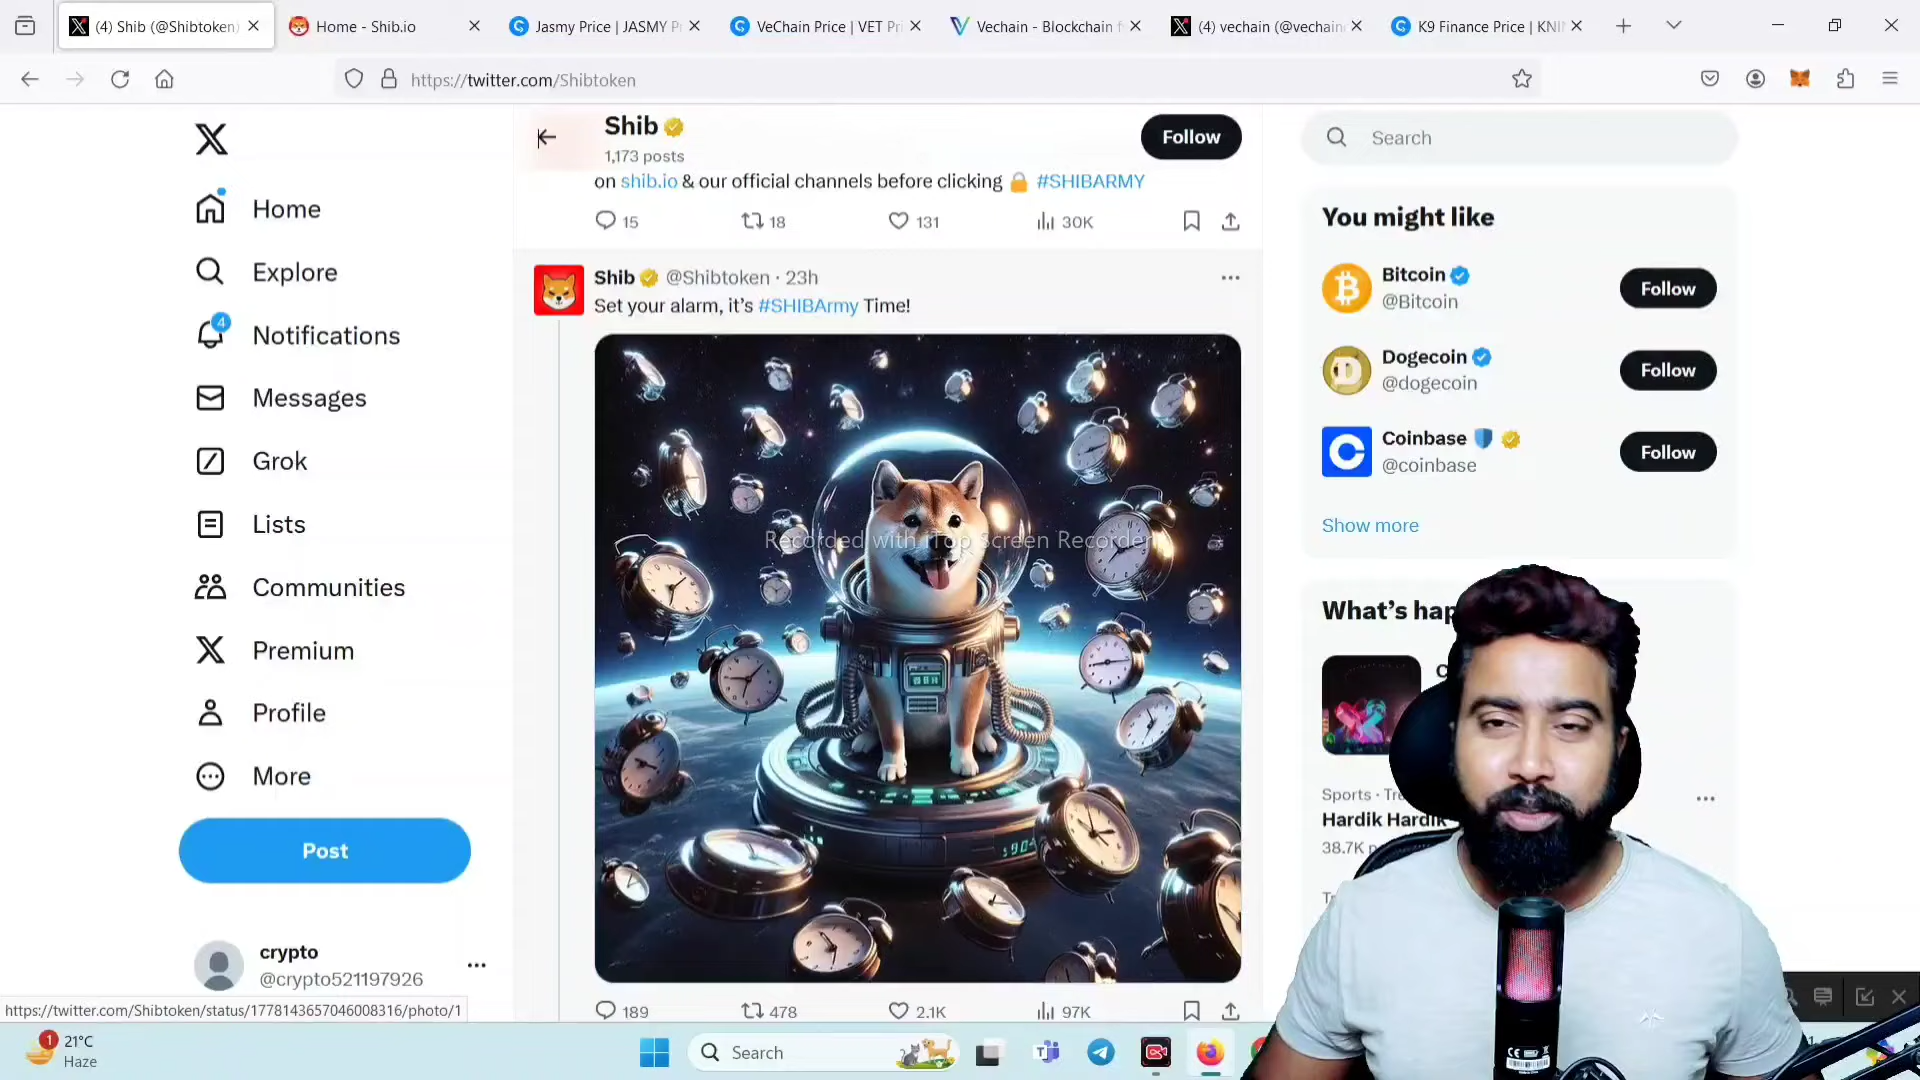 (4) Shib (@Shibtoken)
Home - Shib.io
Jasmy Price | JASMY P
VeChain Price | VET Pri
Vechain - Blockchain f
(4) vechain (@vechain
K9 Finance Price | KNI
https://twitter.com/Shibtoken
Shib
1,173 posts
Follow
Search
on shib.io & our official channels before clicking 🔒 #SHIBARMY
15
18
131
30K
Home
Explore
4
Notifications
Messages
Grok
Lists
Communities
Premium
Profile
More
Post
crypto
@crypto521197926
Shib @Shibtoken · 23h
Set your alarm, it's #SHIBArmy Time!
Recorded with iTop Screen Recorder
189
478
2.1K
97K
You might like
Bitcoin
@Bitcoin
Follow
Dogecoin
@dogecoin
Follow
Coinbase
@coinbase
Follow
Show more
What's hap
Sports · Tre
Hardik Hardik
38.7K p
https://twitter.com/Shibtoken/status/1778143657046008316/photo/1
1
21°C
Haze
Search